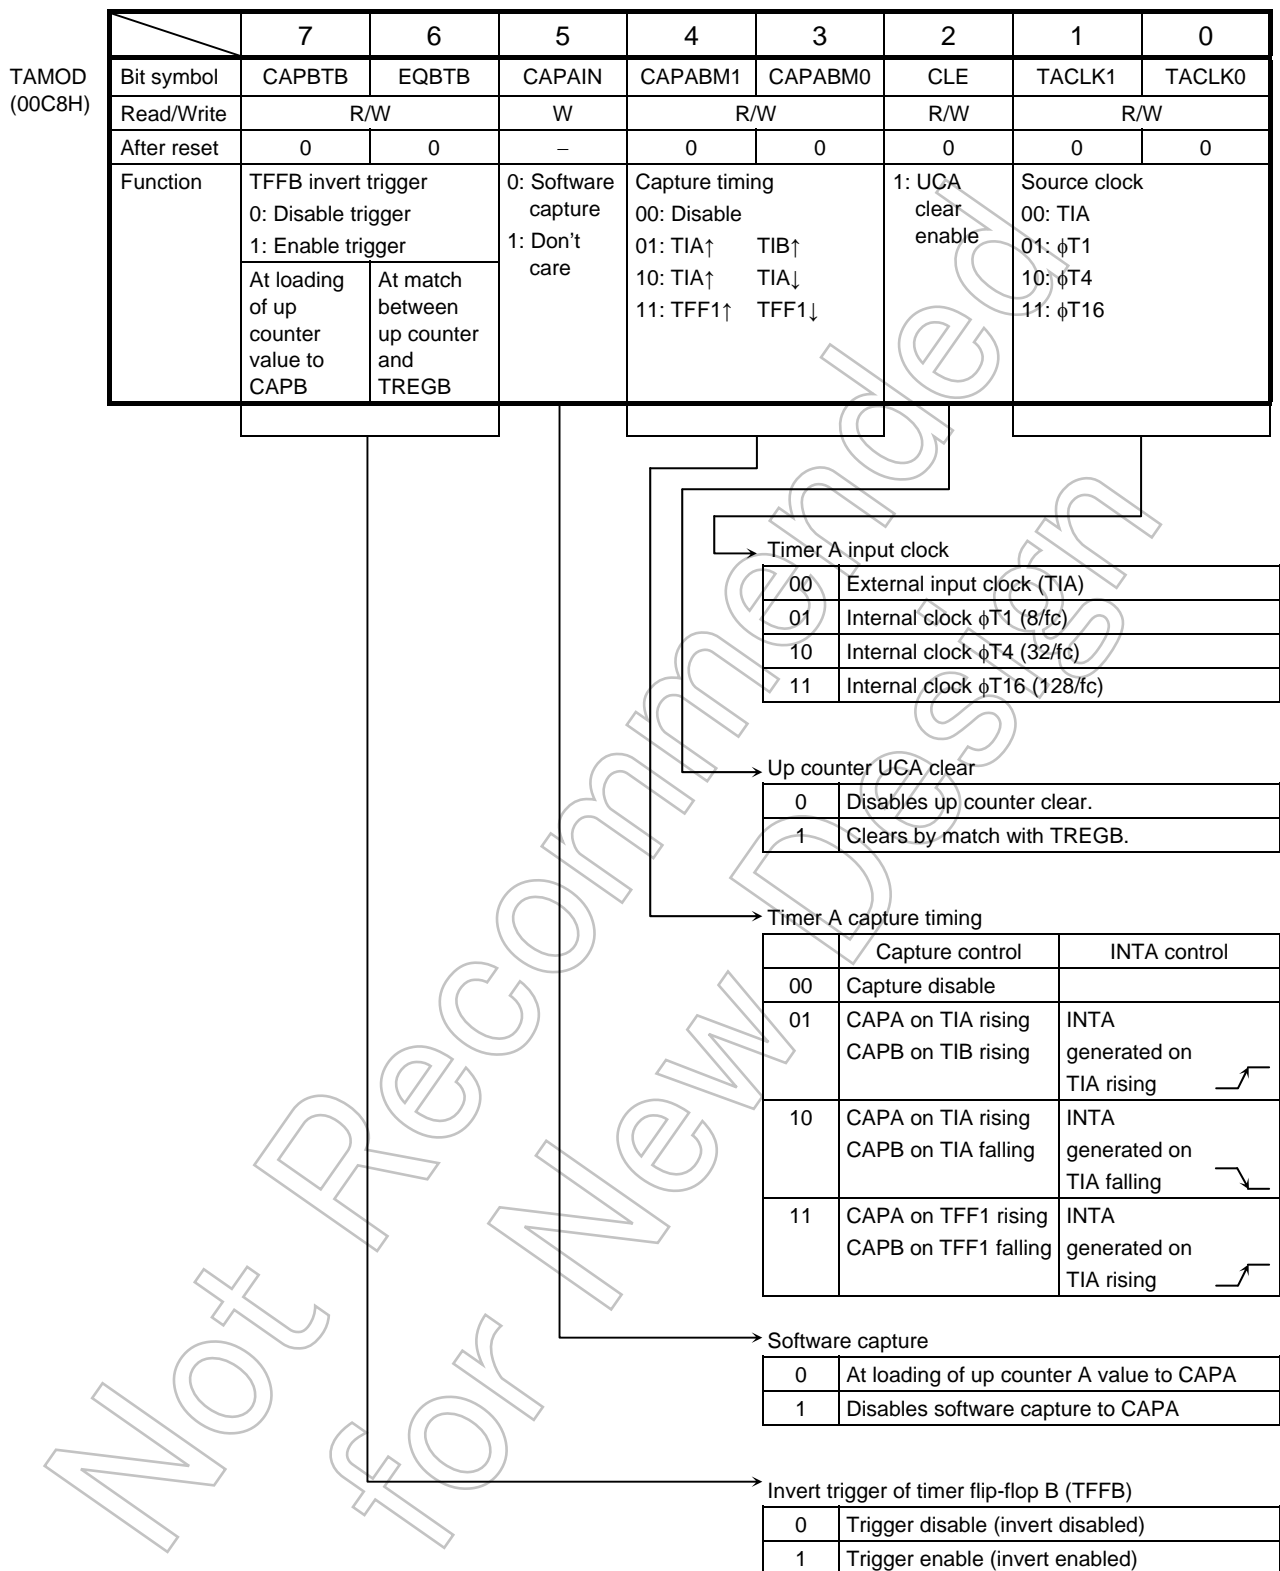 7 6 5 4 3 2 1 0
TAMOD (00C8H)
Bit symbol CAPBTB EQBTB CAPAIN CAPABM1 CAPABM0 CLE TACLK1 TACLK0
Read/Write R/W W R/W R/W R/W
After reset 0 0 – 0 0 0 0 0
Function
TFFB invert trigger
0: Disable trigger
1: Enable trigger
At loading
of up
counter
value to
CAPB
At match
between
up counter
and
TREGB
0: Software
capture
1: Don't
care
Capture timing
00: Disable
01: TIA↑ TIB↑
10: TIA↑ TIA↓
11: TFF1↑ TFF1↓
1: UCA
clear
enable
Source clock
00: TIA
01: ϕT1
10: ϕT4
11: ϕT16
Timer A input clock
00 External input clock (TIA)
01 Internal clock ϕT1 (8/fc)
10 Internal clock ϕT4 (32/fc)
11 Internal clock ϕT16 (128/fc)
Up counter UCA clear
0 Disables up counter clear.
1 Clears by match with TREGB.
Timer A capture timing
Capture control INTA control
00 Capture disable
01 CAPA on TIA rising INTA
CAPB on TIB rising generated on
TIA rising
10 CAPA on TIA rising INTA
CAPB on TIA falling generated on
TIA falling
11 CAPA on TFF1 rising INTA
CAPB on TFF1 falling generated on
TIA rising
Software capture
0 At loading of up counter A value to CAPA
1 Disables software capture to CAPA
Invert trigger of timer flip-flop B (TFFB)
0 Trigger disable (invert disabled)
1 Trigger enable (invert enabled)
Not Recommended
for New Design